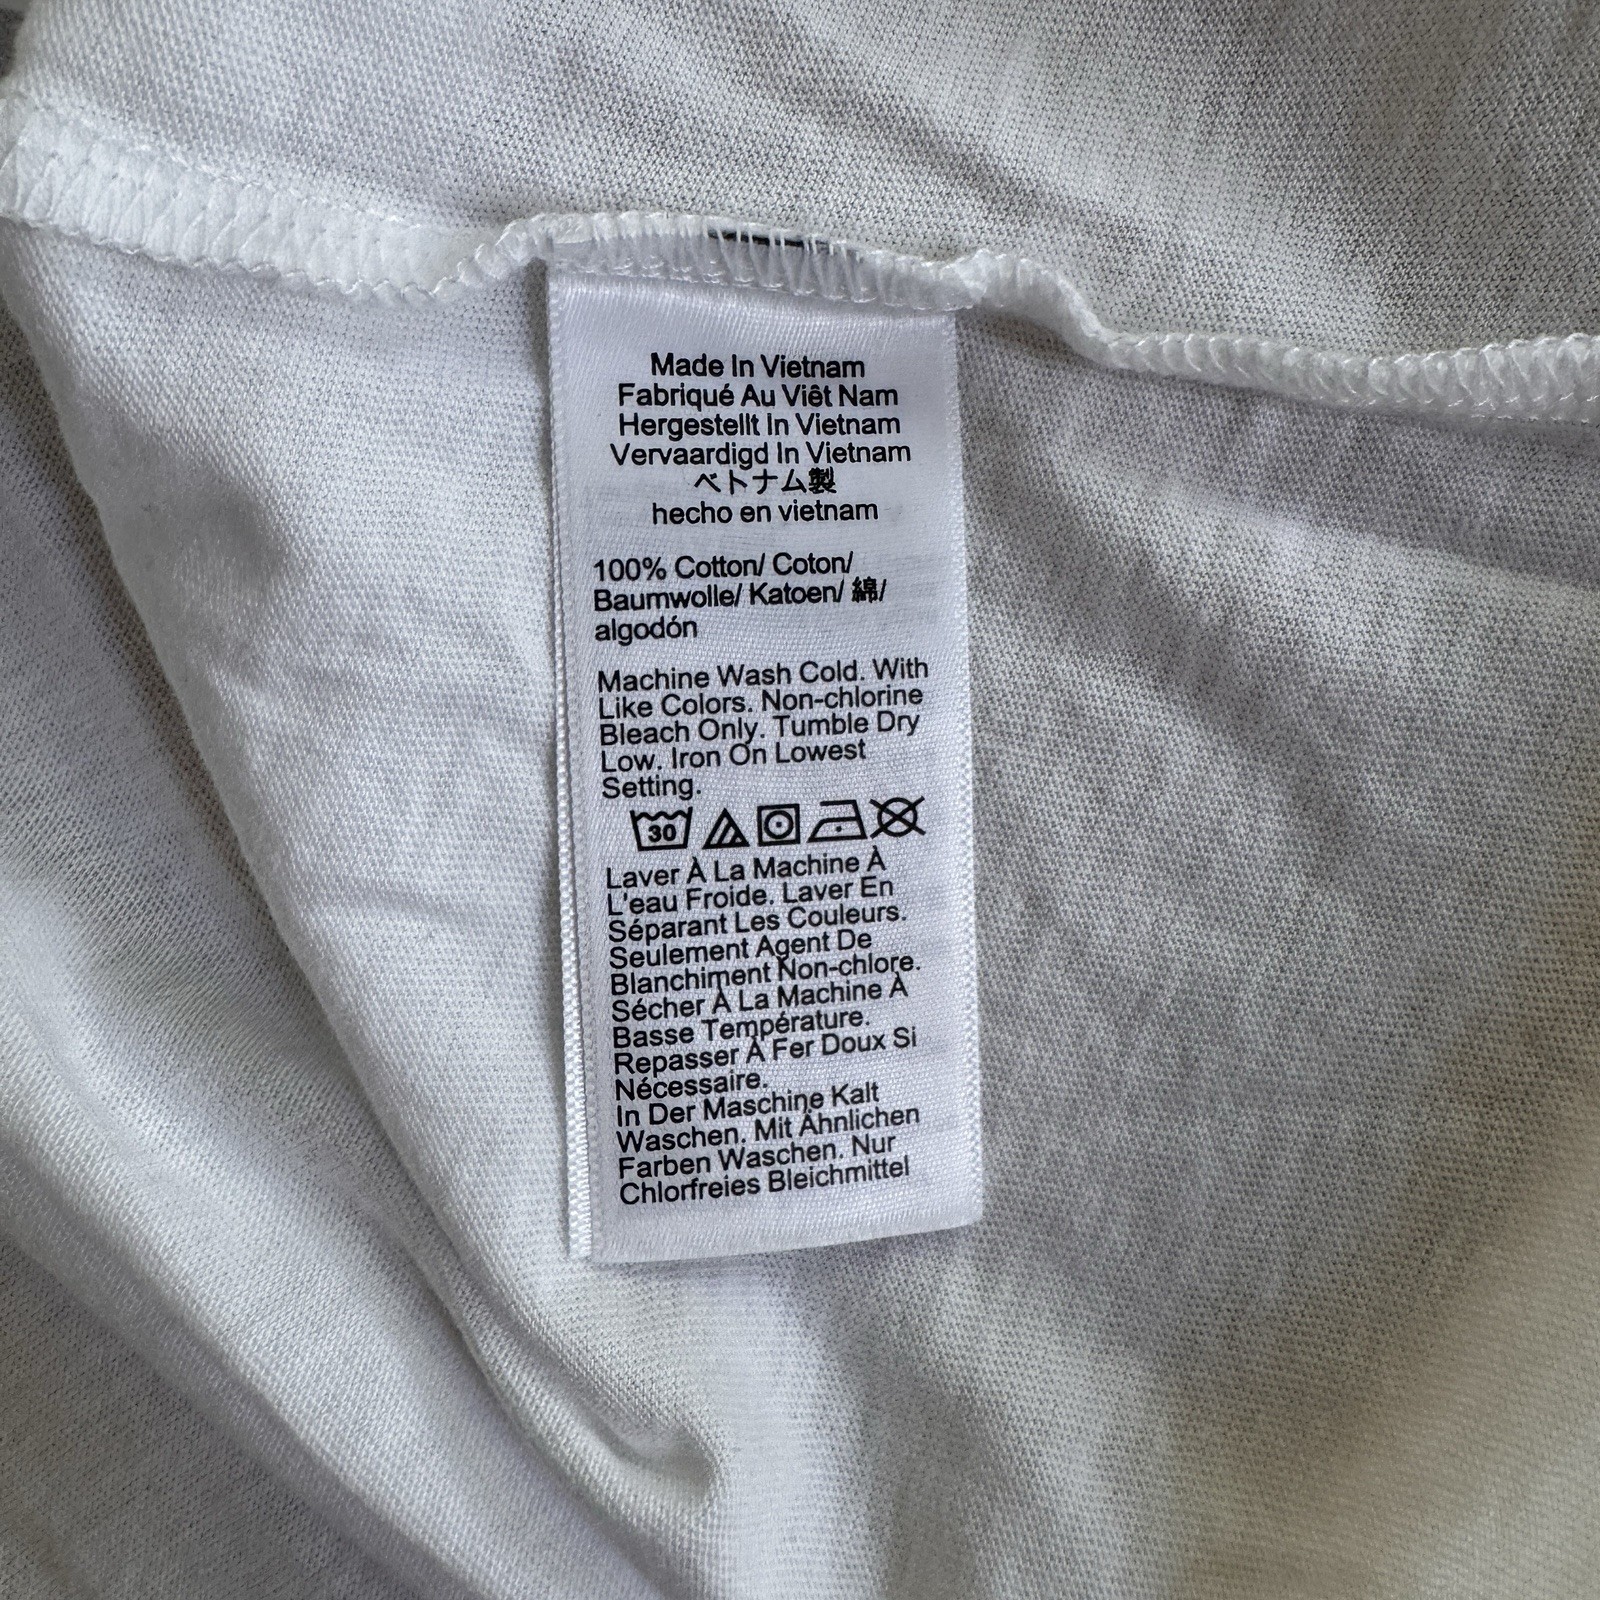 Made In Vietnam
Fabriqué Au Viêt Nam
Hergestellt In Vietnam
Vervaardigd In Vietnam
ベトナム製
hecho en vietnam
100% Cotton/ Coton/
Baumwolle/ Katoen/ 綿/
algodón
Machine Wash Cold. With
Like Colors. Non-chlorine
Bleach Only. Tumble Dry
Low. Iron On Lowest
Setting.
30
Laver À La Machine À
L'eau Froide. Laver En
Séparant Les Couleurs.
Seulement Agent De
Blanchiment Non-chlore.
Sécher À La Machine À
Basse Température.
Repasser À Fer Doux Si
Nécessaire.
In Der Maschine Kalt
Waschen. Mit Ähnlichen
Farben Waschen. Nur
Chlorfreies Bleichmittel